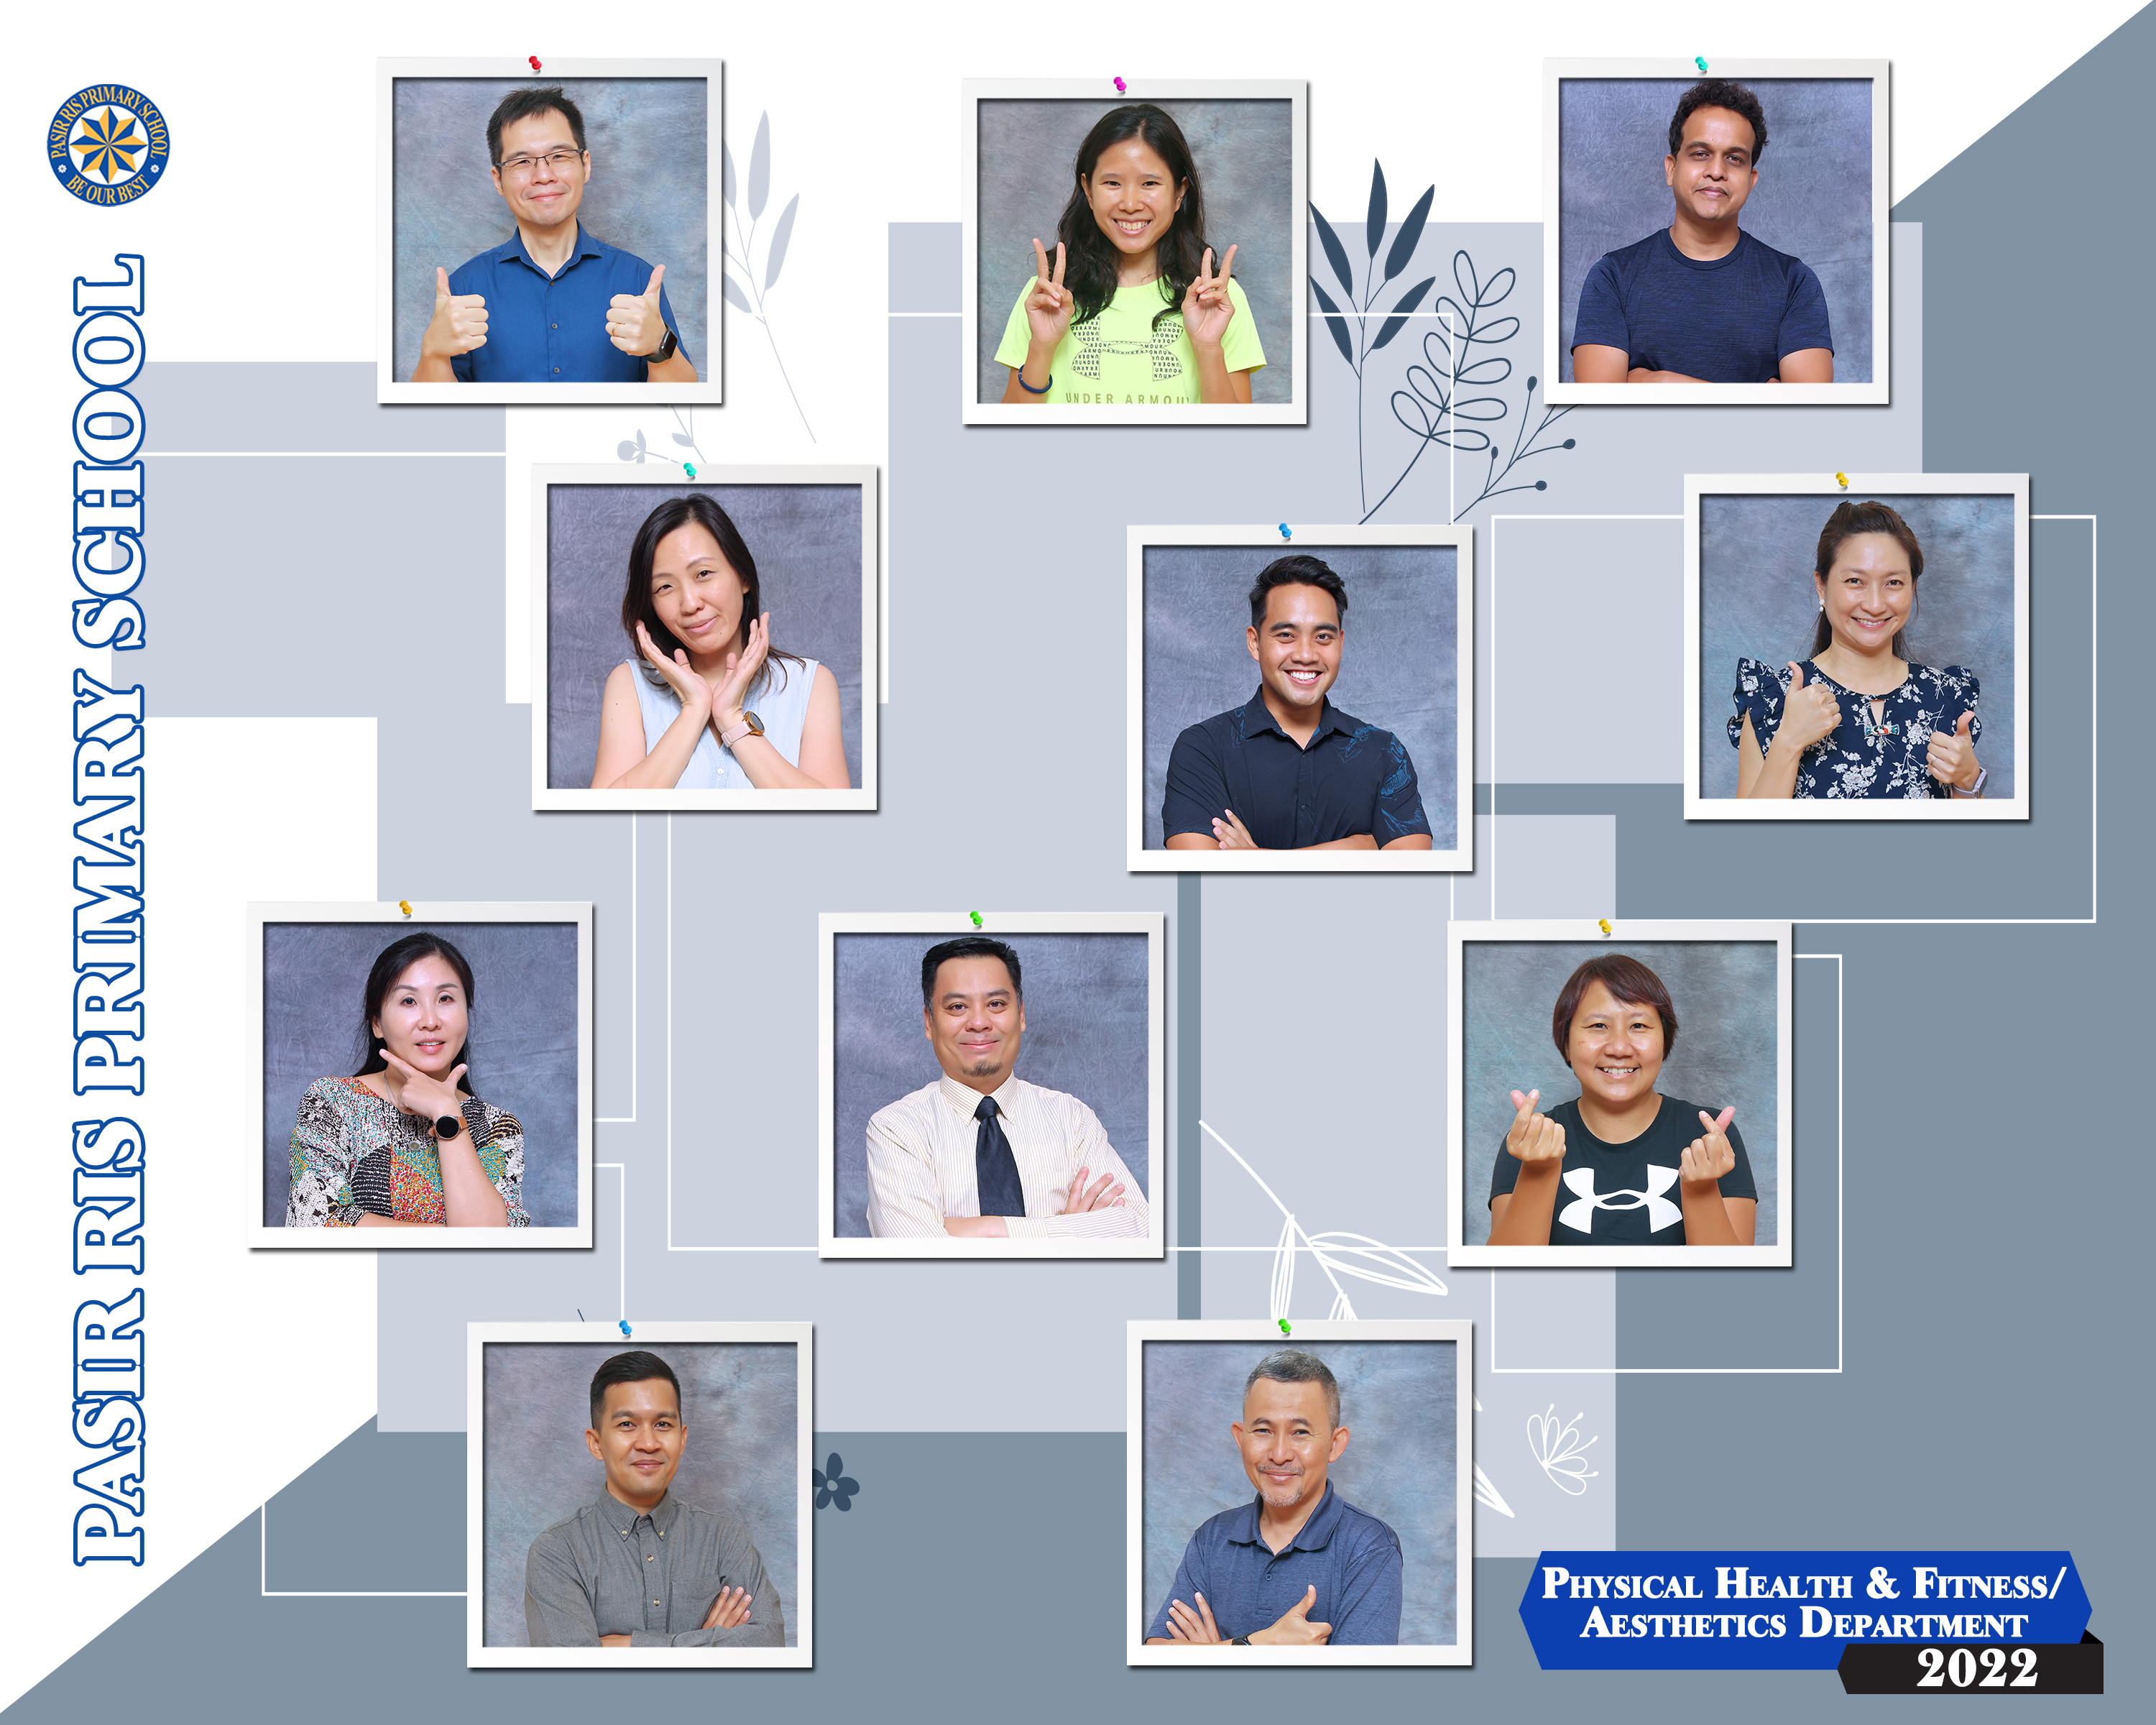 PASIR RIS PRIMARY SCHOOL
BE OUR BEST
PASIR RIS PRIMARY SCHOOL
UNDER ARMOU
PHYSICAL HEALTH & FITNESS/
AESTHETICS DEPARTMENT
2022